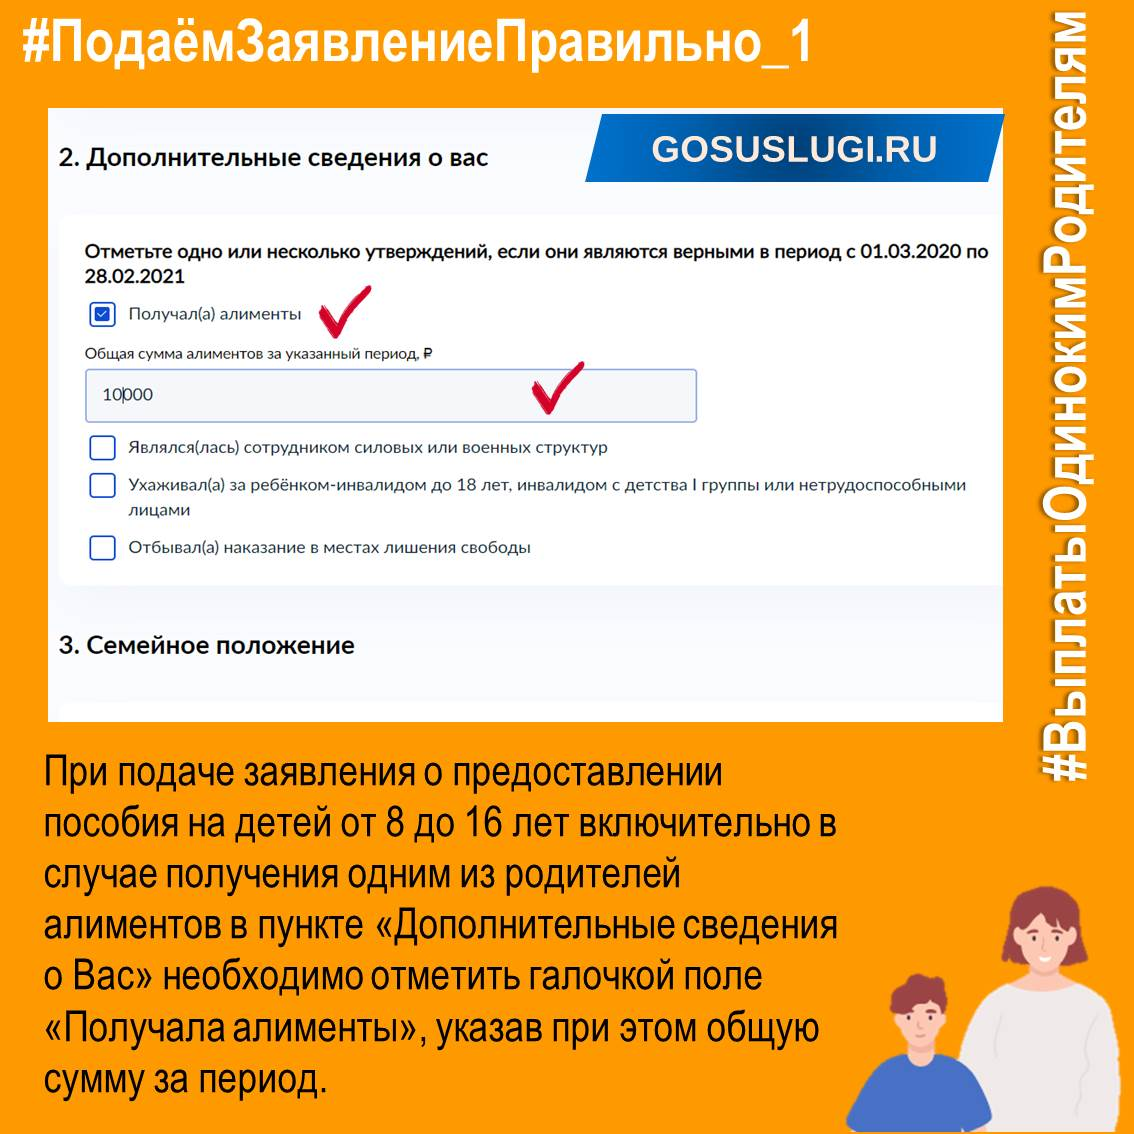 #ПодаёмЗаявлениеПравильно_1
#ВыплатыОдинокимРодителям
GOSUSLUGI.RU
2. Дополнительные сведения о вас
Отметьте одно или несколько утверждений, если они являются верными в период с 01.03.2020 по
28.02.2021
Получал(а) алименты
Общая сумма алиментов за указанный период, ₽
10000
Являлся(лась) сотрудником силовых или военных структур
Ухаживал(а) за ребёнком-инвалидом до 18 лет, инвалидом с детства I группы или нетрудоспособными
лицами
Отбывал(а) наказание в местах лишения свободы
3. Семейное положение
При подаче заявления о предоставлении
пособия на детей от 8 до 16 лет включительно в
случае получения одним из родителей
алиментов в пункте «Дополнительные сведения
о Вас» необходимо отметить галочкой поле
«Получала алименты», указав при этом общую
сумму за период.